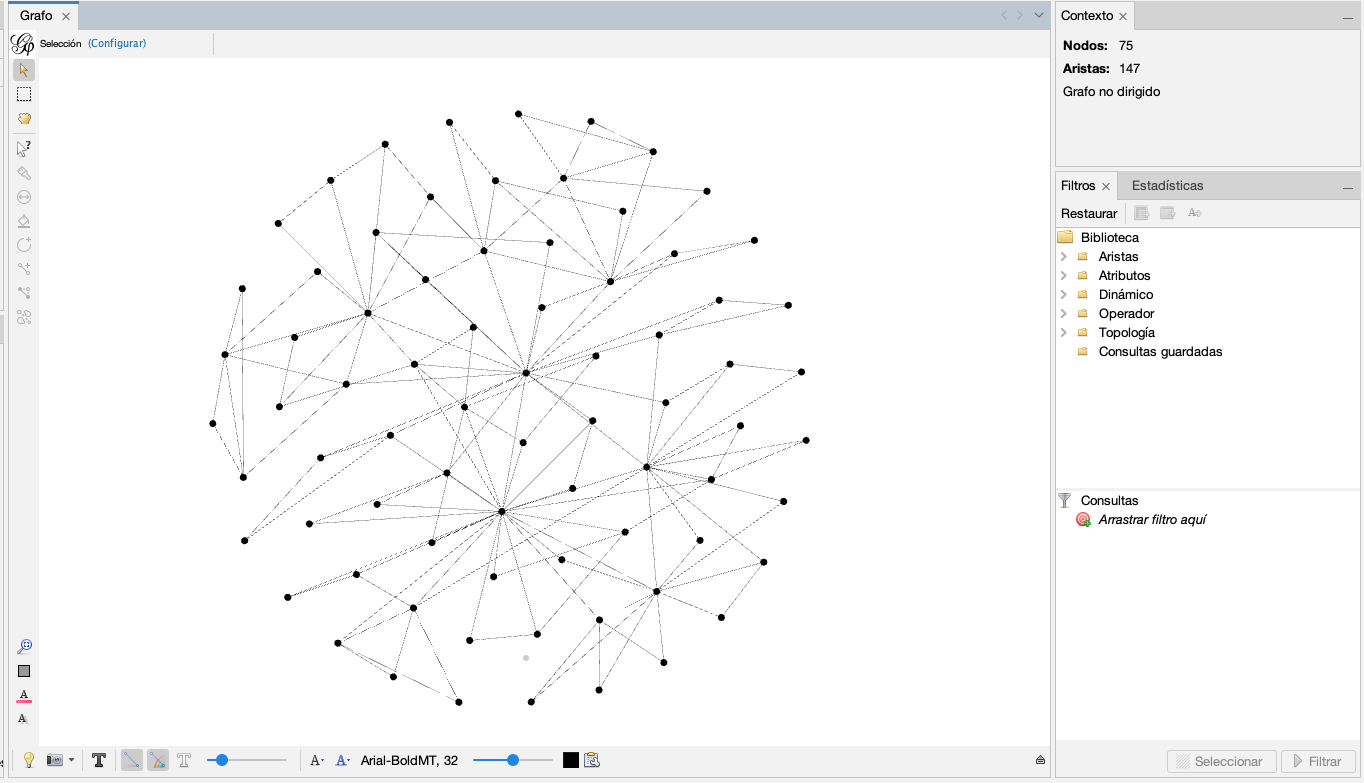 Grafo
Selección (Configurar)
Arial-BoldMT, 32
Contexto
Nodos: 75
Aristas: 147
Grafo no dirigido
Filtros
Estadísticas
Restaurar
Biblioteca
Aristas
Atributos
Dinámico
Operador
Topología
Consultas guardadas
Consultas
Arrastrar filtro aquí
Seleccionar
Filtrar